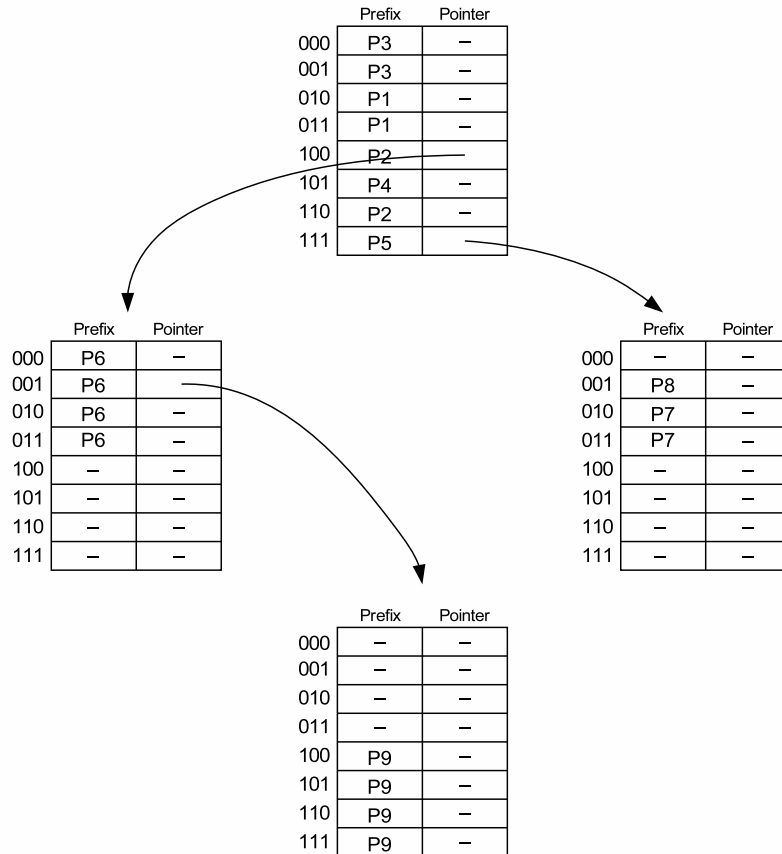 Prefix Pointer
000 P3 –
001 P3 –
010 P1 –
011 P1 –
100 P2
101 P4 –
110 P2 –
111 P5
Prefix Pointer
000 P6 –
001 P6
010 P6 –
011 P6 –
100 – –
101 – –
110 – –
111 – –
Prefix Pointer
000 – –
001 P8 –
010 P7 –
011 P7 –
100 – –
101 – –
110 – –
111 – –
Prefix Pointer
000 – –
001 – –
010 – –
011 – –
100 P9 –
101 P9 –
110 P9 –
111 P9 –